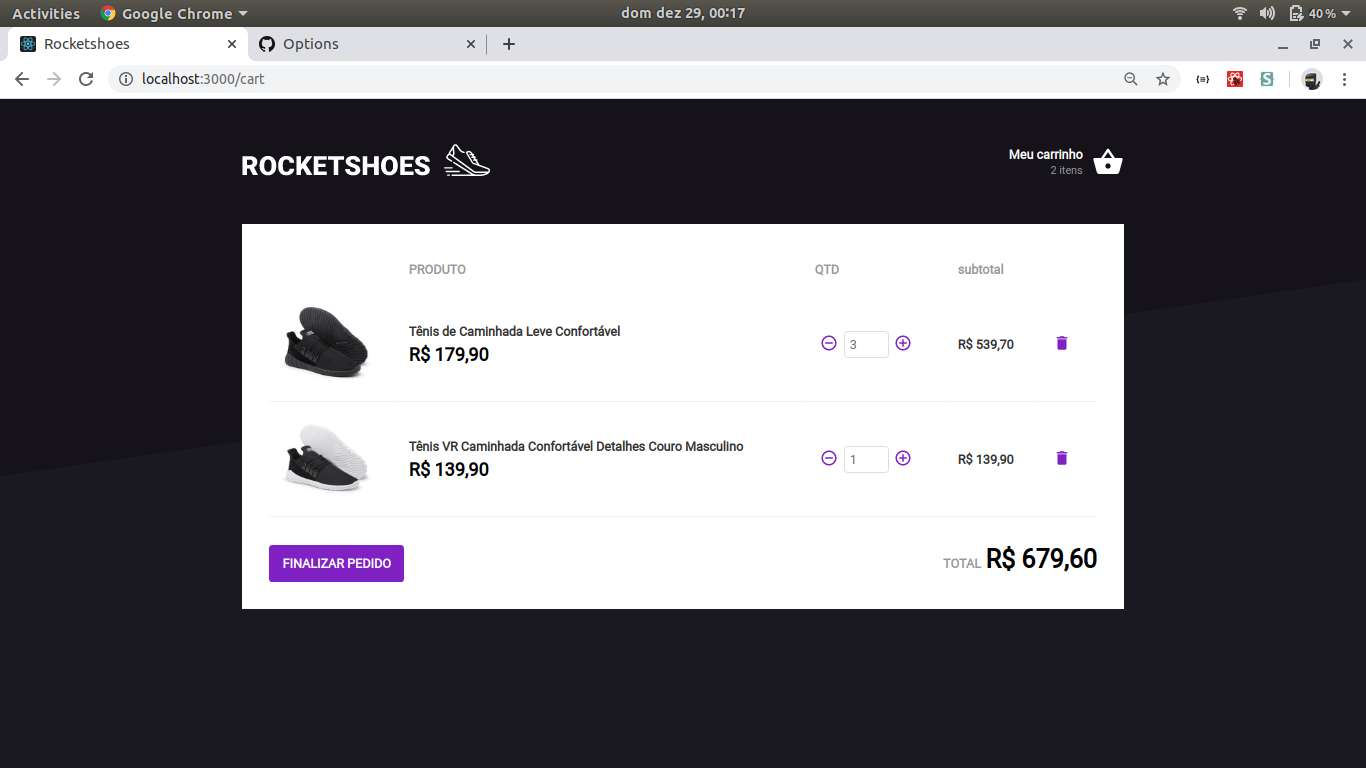 Activities Google Chrome dom dez 29, 00:17 40 %
Rocketshoes Options
localhost:3000/cart
ROCKETSHOES
Meu carrinho
2 itens
PRODUTO QTD subtotal
Tênis de Caminhada Leve Confortável
R$ 179,90
3 R$ 539,70
Tênis VR Caminhada Confortável Detalhes Couro Masculino
R$ 139,90
1 R$ 139,90
FINALIZAR PEDIDO
TOTAL R$ 679,60